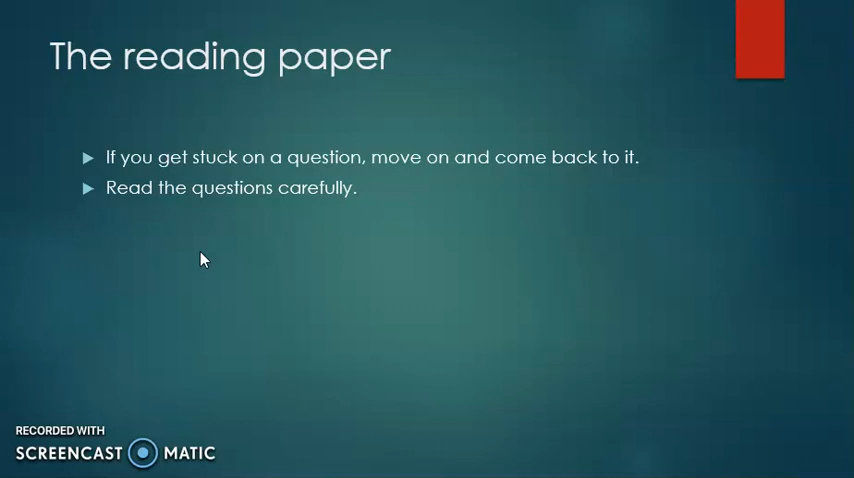 The reading paper
If you get stuck on a question, move on and come back to it.
Read the questions carefully.
RECORDED WITH
SCREENCAST MATIC